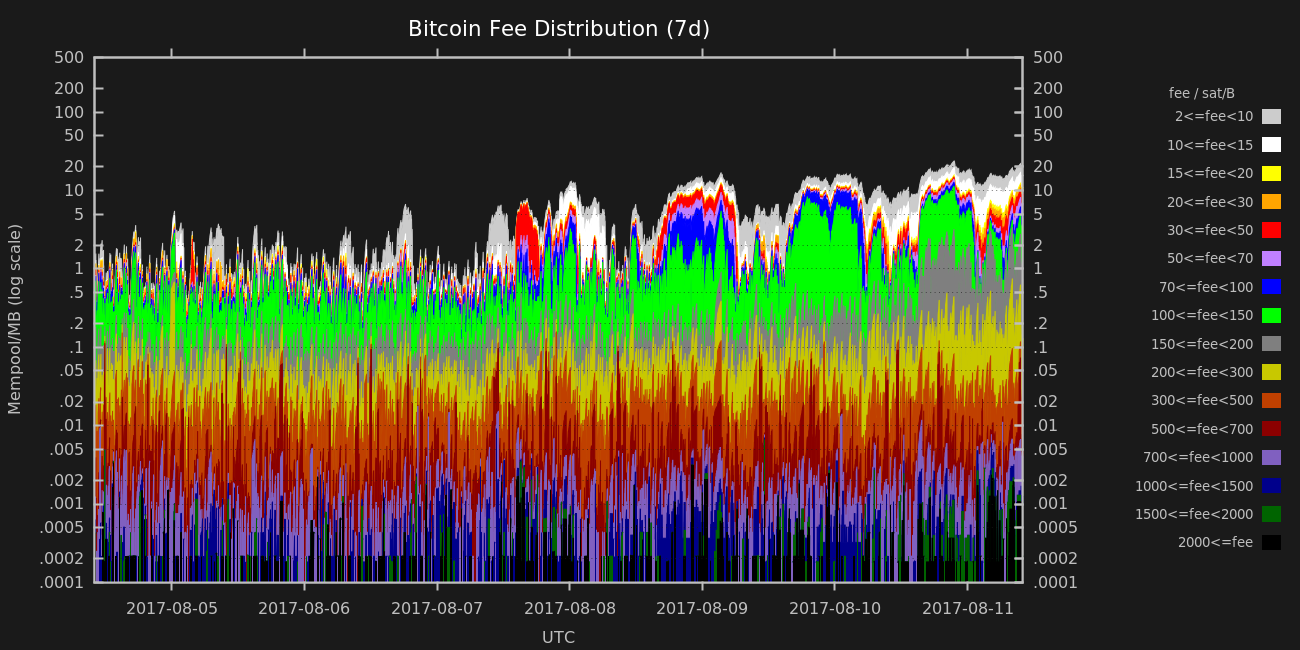 Bitcoin Fee Distribution (7d)
Mempool/MB (log scale)
500
200
100
50
20
10
5
2
1
.5
.2
.1
.05
.02
.01
.005
.002
.001
.0005
.0002
.0001
500
200
100
50
20
10
5
2
1
.5
.2
.1
.05
.02
.01
.005
.002
.001
.0005
.0002
.0001
2017-08-05 2017-08-06 2017-08-07 2017-08-08 2017-08-09 2017-08-10 2017-08-11
UTC
fee / sat/B
2<=fee<10
10<=fee<15
15<=fee<20
20<=fee<30
30<=fee<50
50<=fee<70
70<=fee<100
100<=fee<150
150<=fee<200
200<=fee<300
300<=fee<500
500<=fee<700
700<=fee<1000
1000<=fee<1500
1500<=fee<2000
2000<=fee